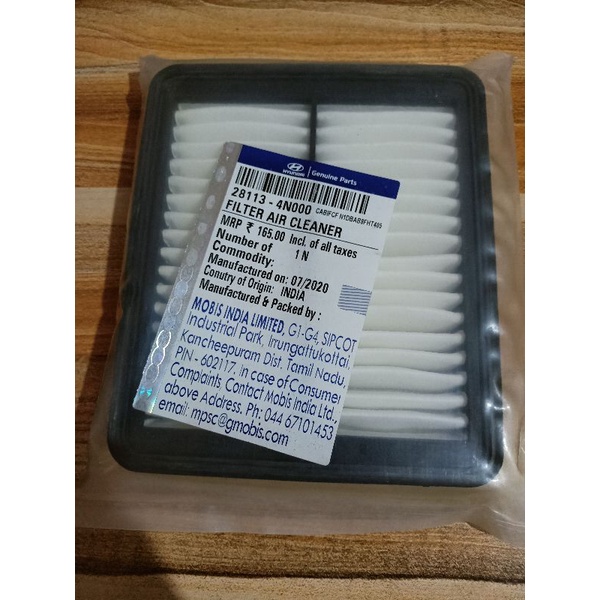 HYUNDAI | Genuine Parts
28113 - 4N000 CABIFCF N1DBABBFHT485
FILTER AIR CLEANER
MRP ₹ 165.00 Incl. of all taxes
Number of 1 N
Commodity:
Manufactured on: 07/2020
Conutry of Origin: INDIA
Manufactured & Packed by :
MOBIS INDIA LIMITED, G1-G4, SIPCOT
Industrial Park, Irrungattukottai,
Kancheepuram Dist. Tamil Nadu,
PIN - 602117. In case of Consumer
Complaints Contact Mobis India Ltd.
above Address. Ph: 044 67101453
email: mpsc@gmobis.com